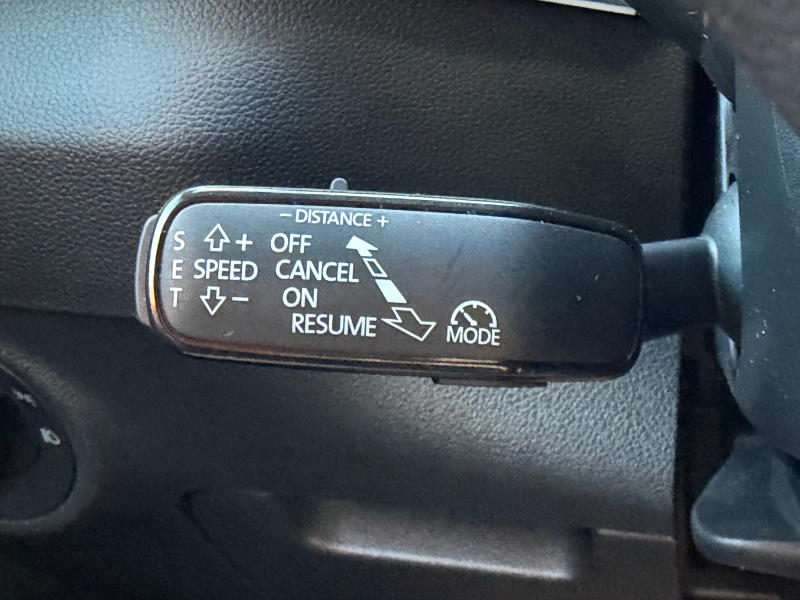 − DISTANCE +
S + OFF
E SPEED CANCEL
T − ON
RESUME
MODE